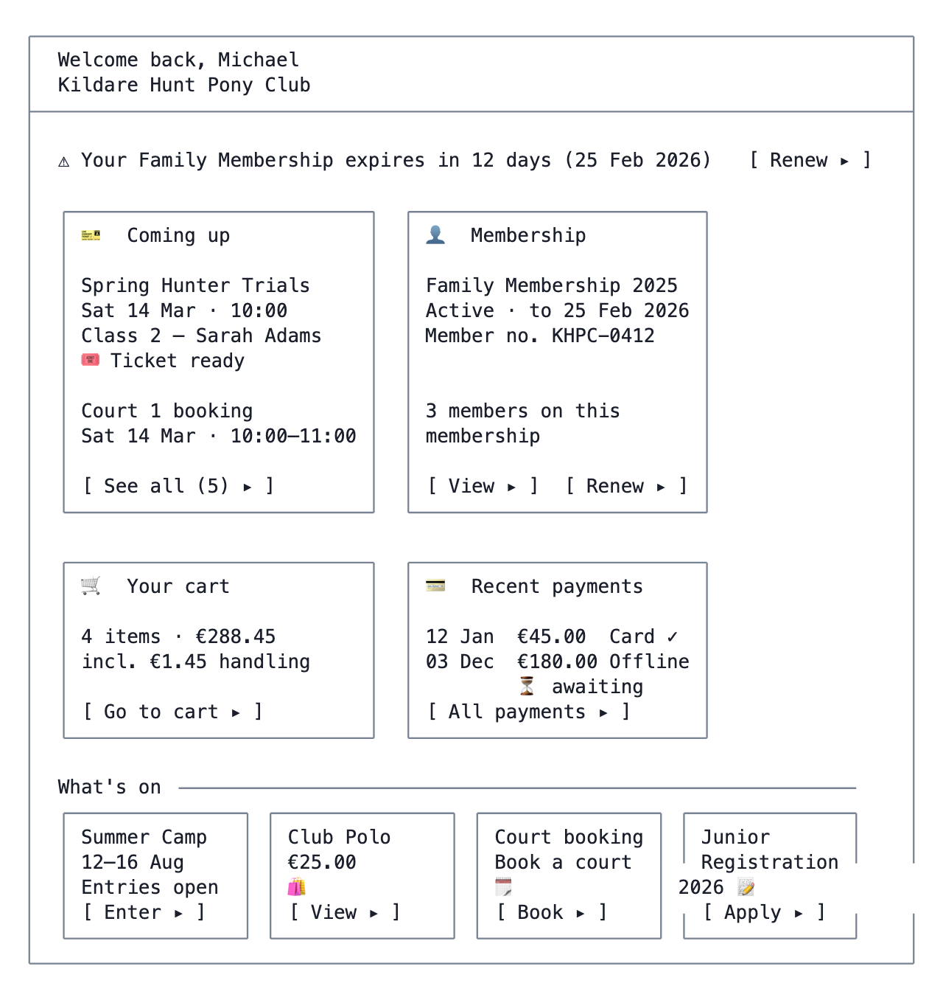 Welcome back, Michael
Kildare Hunt Pony Club
⚠ Your Family Membership expires in 12 days (25 Feb 2026) [ Renew ▸ ]
🎫 Coming up
Spring Hunter Trials
Sat 14 Mar · 10:00
Class 2 — Sarah Adams
🎟 Ticket ready
Court 1 booking
Sat 14 Mar · 10:00–11:00
[ See all (5) ▸ ]
👤 Membership
Family Membership 2025
Active · to 25 Feb 2026
Member no. KHPC-0412
3 members on this
membership
[ View ▸ ] [ Renew ▸ ]
🛒 Your cart
4 items · €288.45
incl. €1.45 handling
[ Go to cart ▸ ]
💳 Recent payments
12 Jan €45.00 Card ✓
03 Dec €180.00 Offline
⏳ awaiting
[ All payments ▸ ]
What's on
Summer Camp
12–16 Aug
Entries open
[ Enter ▸ ]
Club Polo
€25.00
🛍
[ View ▸ ]
Court booking
Book a court
🗓
[ Book ▸ ]
Junior
Registration
2026 📝
[ Apply ▸ ]